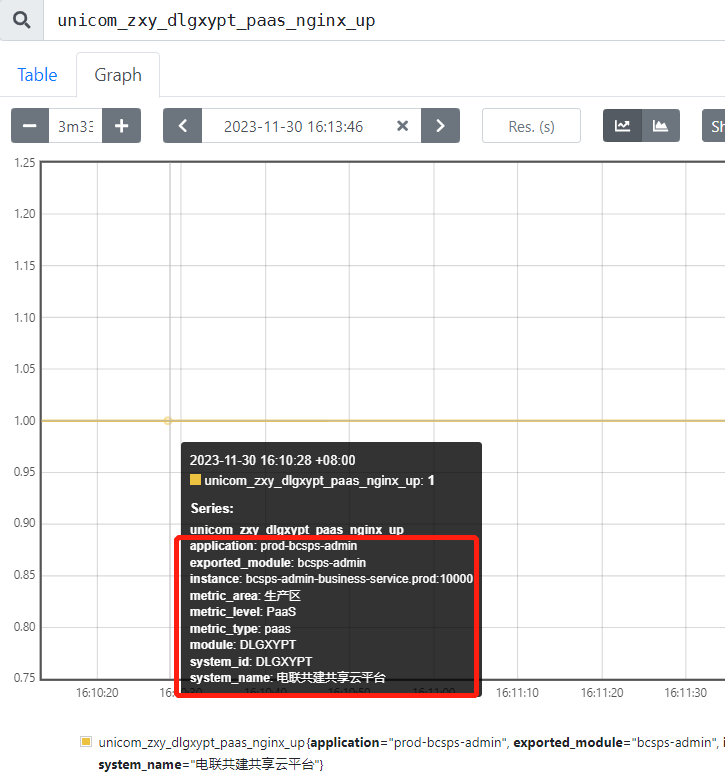 unicom_zxy_dlgxypt_paas_nginx_up
Table Graph
3m33 2023-11-30 16:13:46 Res. (s) Sh
1.25
1.20
1.15
1.10
1.05
1.00
0.95
0.90
0.85
0.80
0.75
2023-11-30 16:10:28 +08:00
unicom_zxy_dlgxypt_paas_nginx_up: 1
Series:
unicom_zxy_dlgxypt_paas_nginx_up
application: prod-bcsps-admin
exported_module: bcsps-admin
instance: bcsps-admin-business-service.prod:10000
metric_area: 生产区
metric_level: PaaS
metric_type: paas
module: DLGXYPT
system_id: DLGXYPT
system_name: 电联共建共享云平台
16:10:20 16:10:30 16:10:40 16:10:50 16:11:00 16:11:10 16:11:20 16:11:30
unicom_zxy_dlgxypt_paas_nginx_up{application="prod-bcsps-admin", exported_module="bcsps-admin", i
system_name="电联共建共享云平台"}